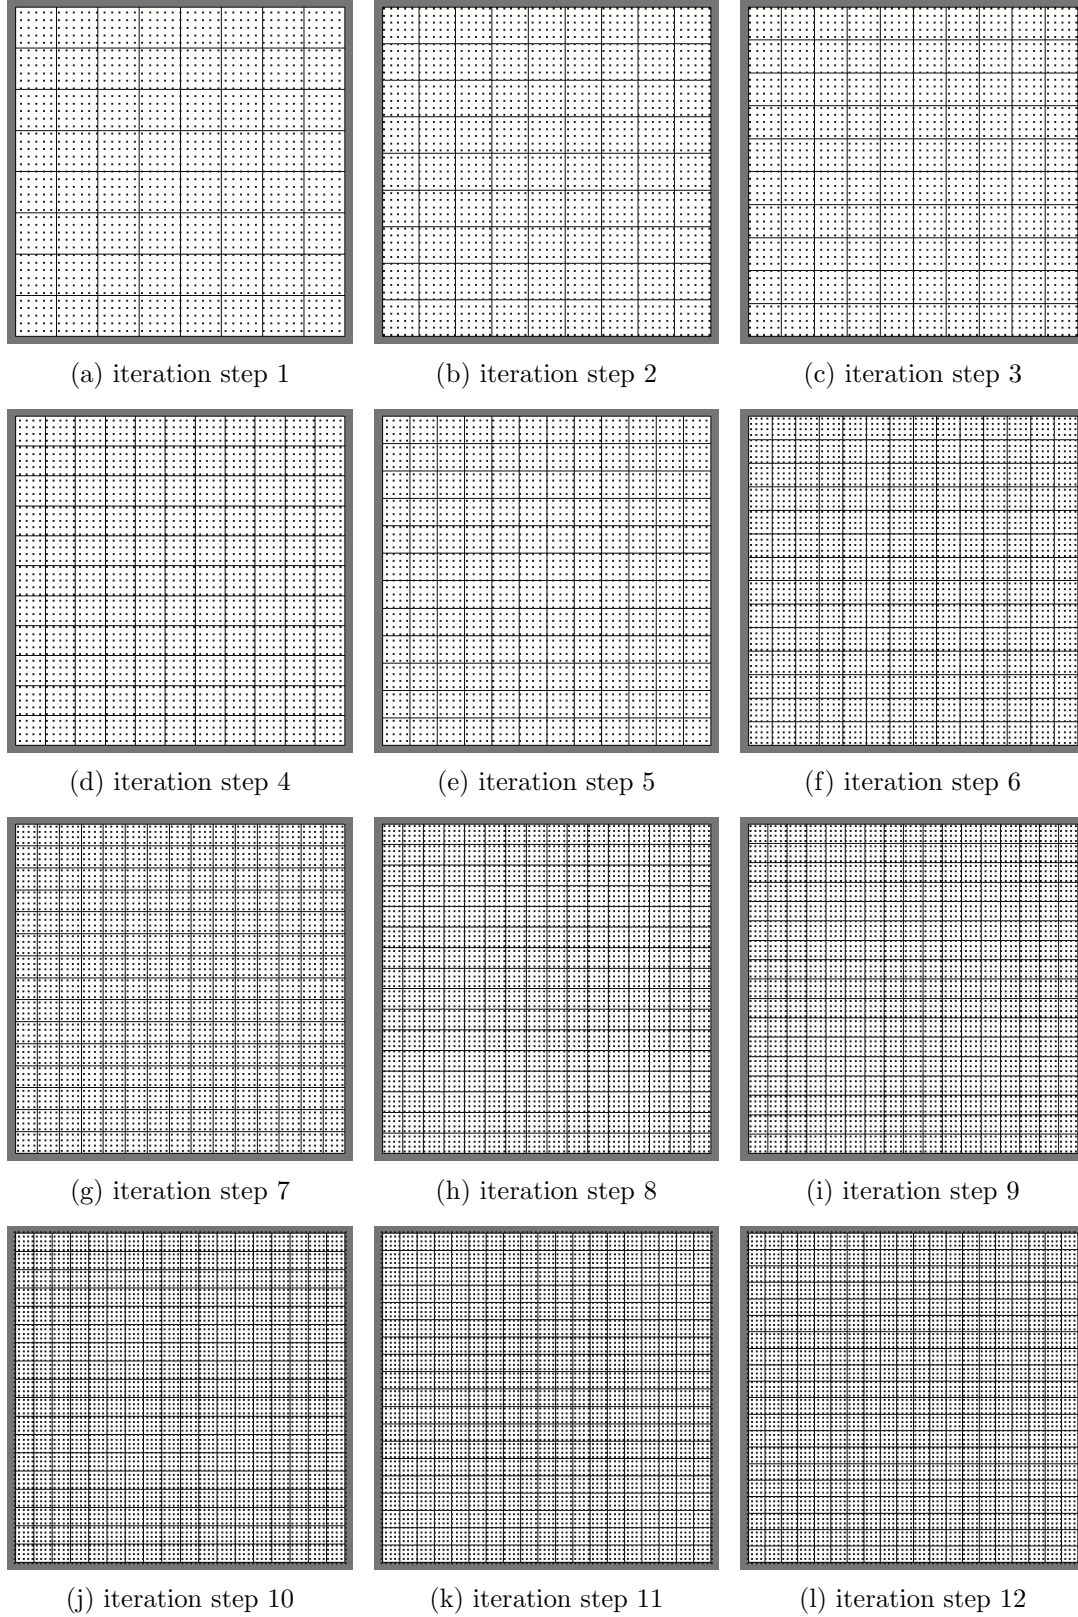 (a) iteration step 1
(b) iteration step 2
(c) iteration step 3
(d) iteration step 4
(e) iteration step 5
(f) iteration step 6
(g) iteration step 7
(h) iteration step 8
(i) iteration step 9
(j) iteration step 10
(k) iteration step 11
(l) iteration step 12